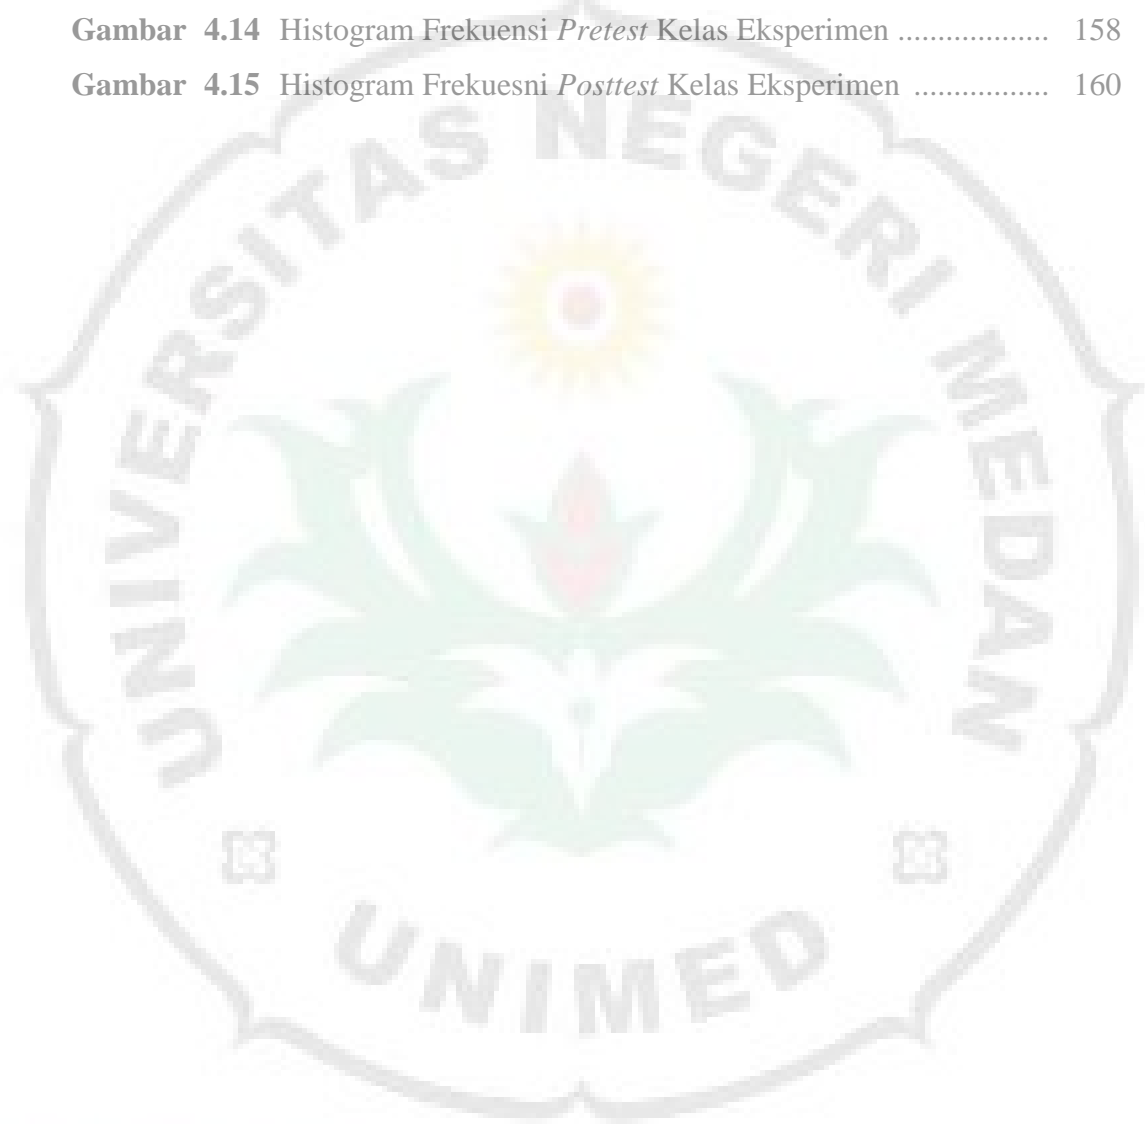 Gambar 4.14 Histogram Frekuensi Pretest Kelas Eksperimen .................. 158
Gambar 4.15 Histogram Frekuesni Posttest Kelas Eksperimen ................ 160
UNIVERSITAS NEGERI MEDAN
UNIMED